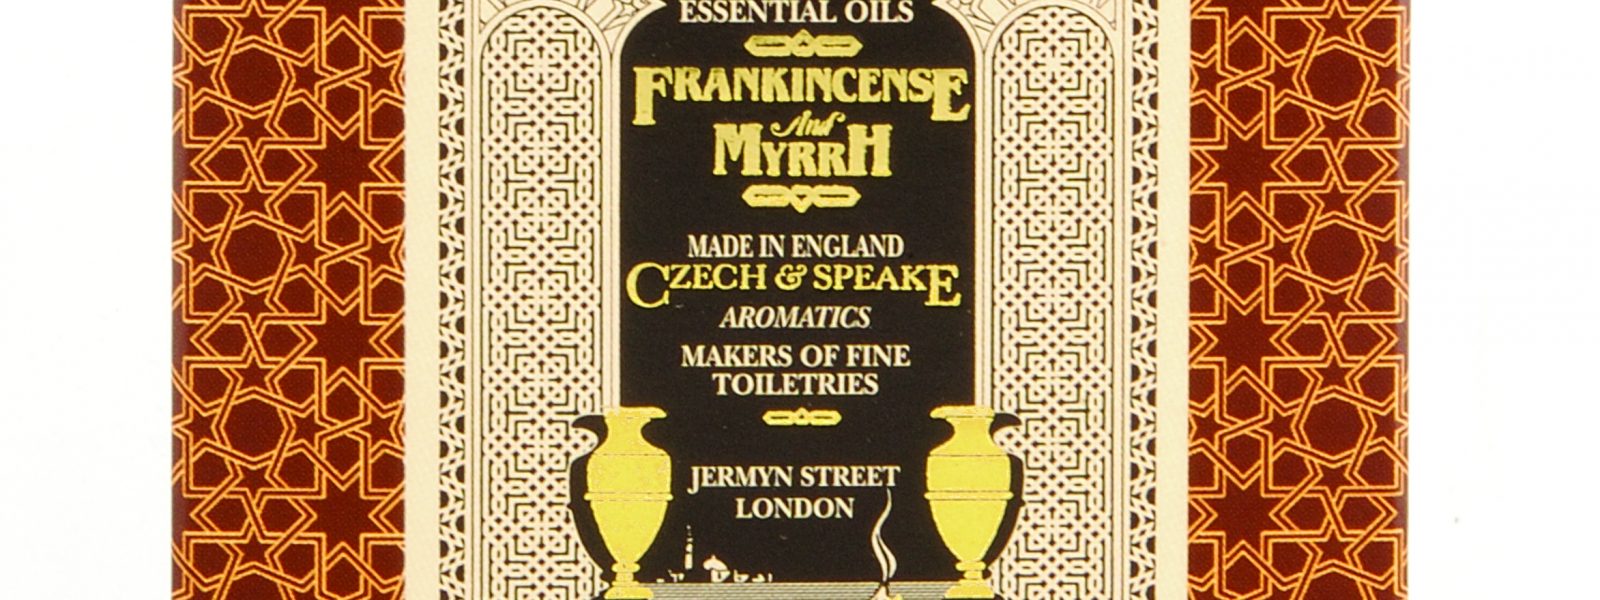 ESSENTIAL OILS
FRANKINCENSE
And
MYRRH
MADE IN ENGLAND
CZECH & SPEAKE
AROMATICS
MAKERS OF FINE
TOILETRIES
JERMYN STREET
LONDON